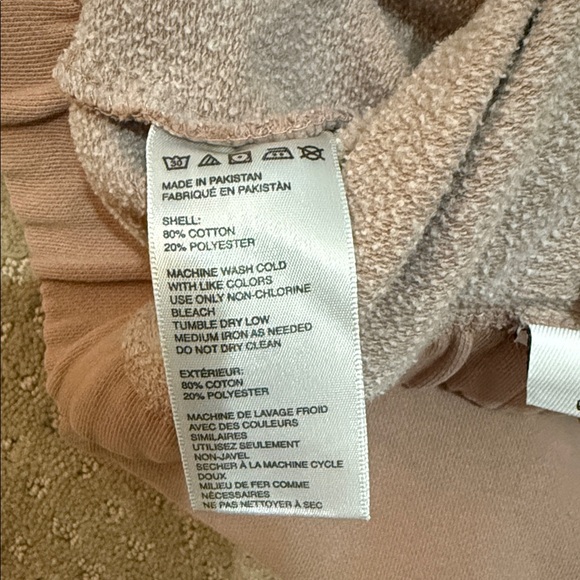 30
MADE IN PAKISTAN
FABRIQUÉ EN PAKISTÀN
SHELL:
80% COTTON
20% POLYESTER
MACHINE WASH COLD
WITH LIKE COLORS
USE ONLY NON-CHLORINE
BLEACH
TUMBLE DRY LOW
MEDIUM IRON AS NEEDED
DO NOT DRY CLEAN
EXTÉRIEUR:
80% COTON
20% POLYESTER
MACHINE DE LAVAGE FROID
AVEC DES COULEURS
SIMILAIRES
UTILISEZ SEULEMENT
NON-JAVEL
SECHER À LA MACHINE CYCLE
DOUX
MILIEU DE FER COMME
NÉCESSAIRES
NE PAS NETTOYER À SEC